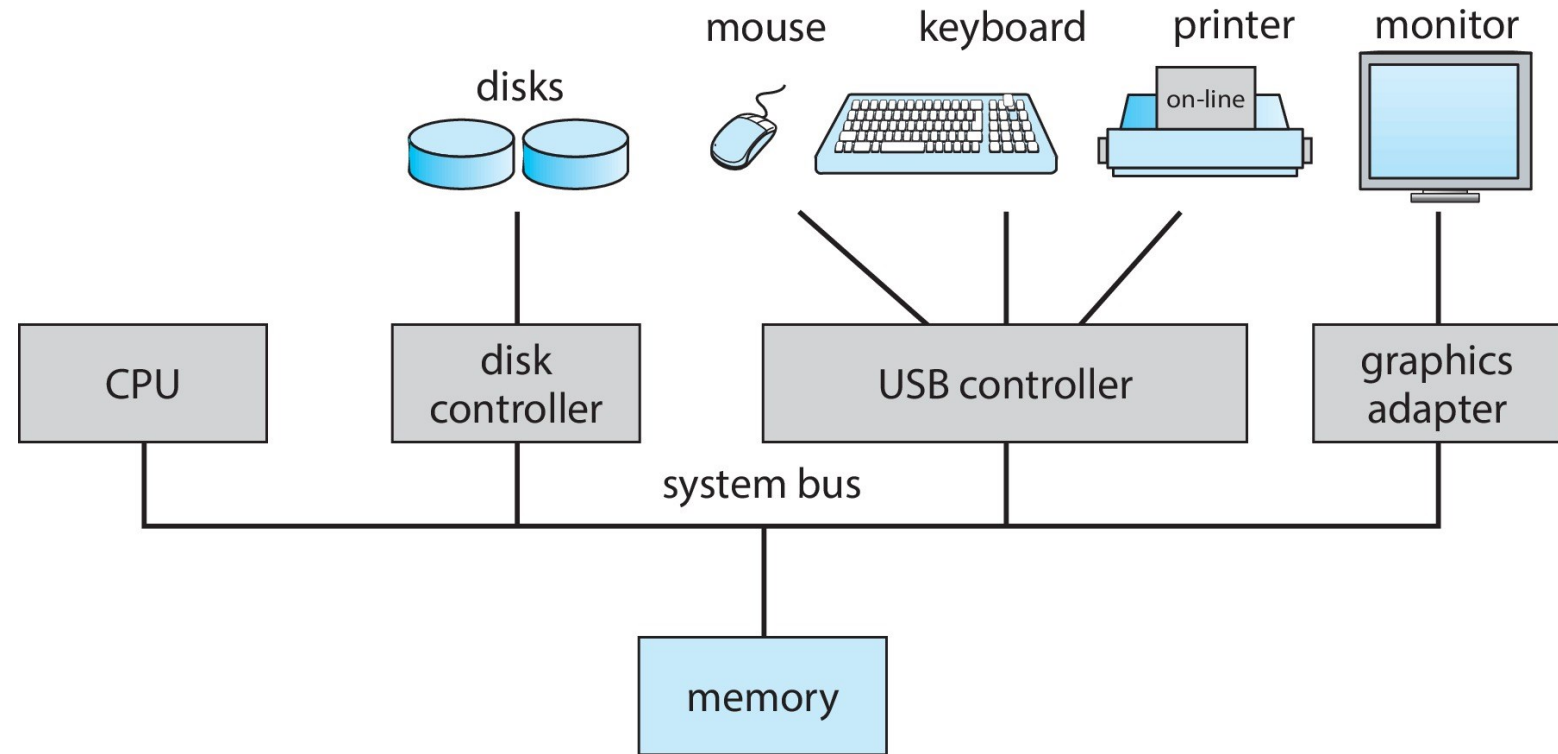 mouse
keyboard
printer
monitor
disks
on-line
CPU
disk
controller
USB controller
graphics
adapter
system bus
memory